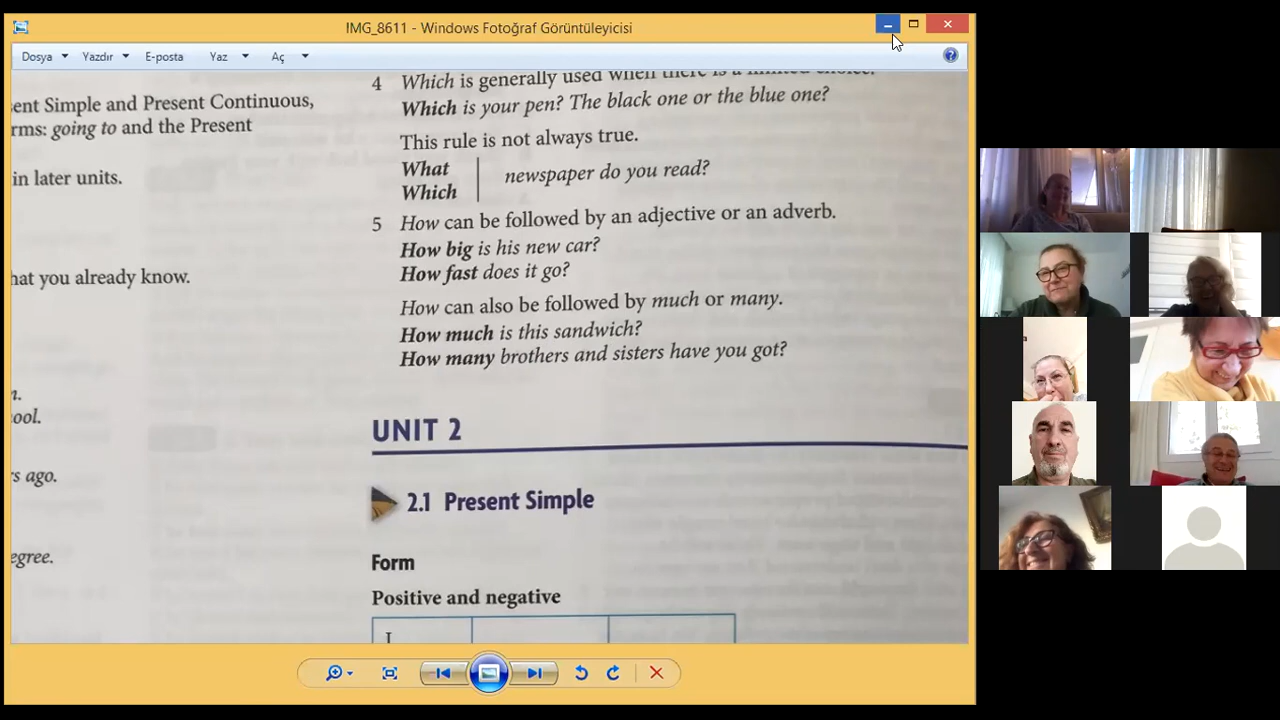 IMG_8611 - Windows Fotoğraf Görüntüleyicisi
Dosya Yazdır E-posta Yaz Aç
Simple and Present Continuous,
going to and the Present
in later units.
you already know.
ago.
4 Which is generally used when there is a limited choice.
Which is your pen? The black one or the blue one?
This rule is not always true.
What
Which
newspaper do you read?
5 How can be followed by an adjective or an adverb.
How big is his new car?
How fast does it go?
How can also be followed by much or many.
How much is this sandwich?
How many brothers and sisters have you got?
UNIT 2
2.1 Present Simple
Form
Positive and negative
I